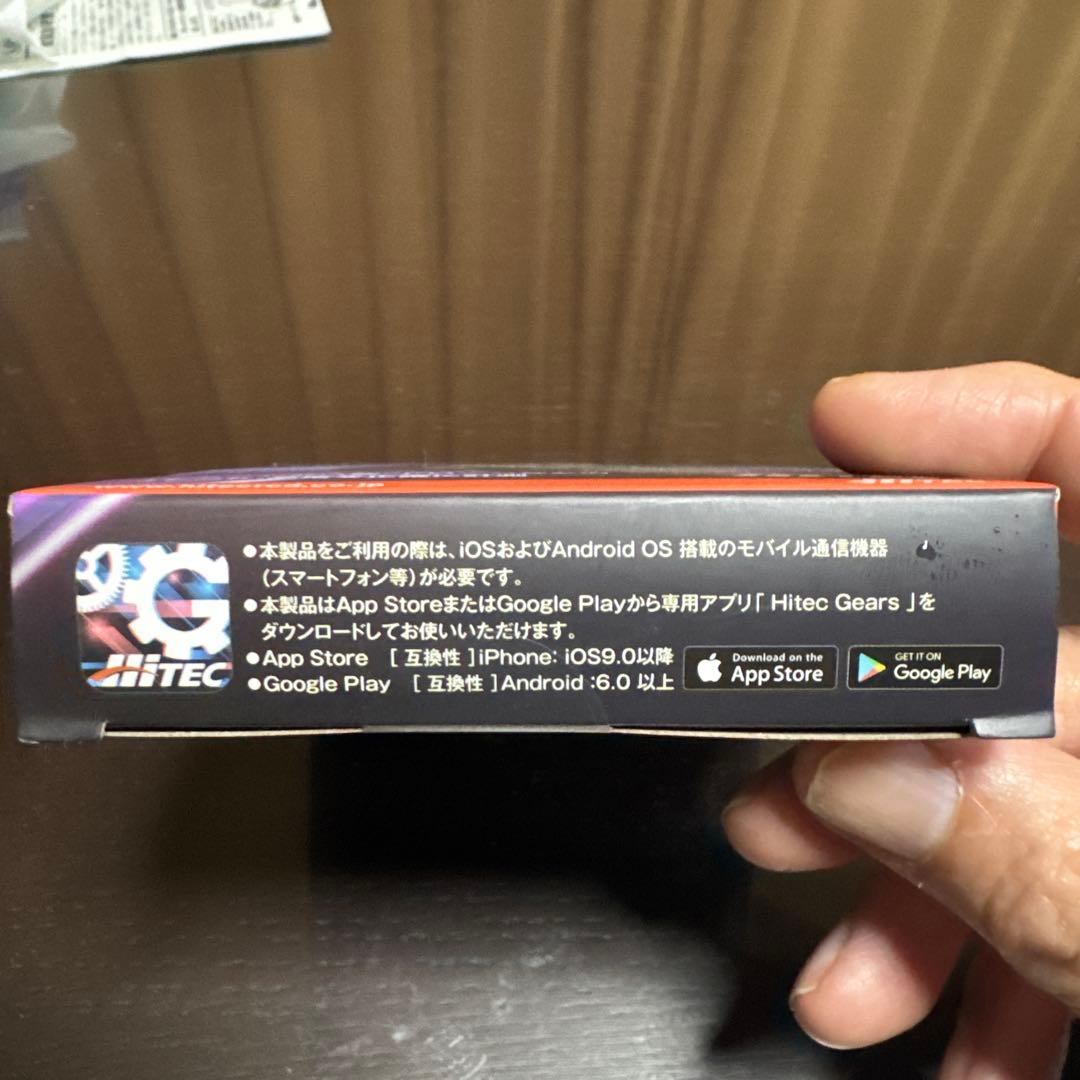 ●本製品をご利用の際は、iOSおよびAndroid OS 搭載のモバイル通信機器
(スマートフォン等)が必要です。
●本製品はApp StoreまたはGoogle Playから専用アプリ「 Hitec Gears 」を
ダウンロードしてお使いいただけます。
●App Store [ 互換性 ]iPhone: iOS9.0以降
●Google Play [ 互換性 ]Android :6.0 以上
HiTEC
Download on the
App Store
GET IT ON
Google Play